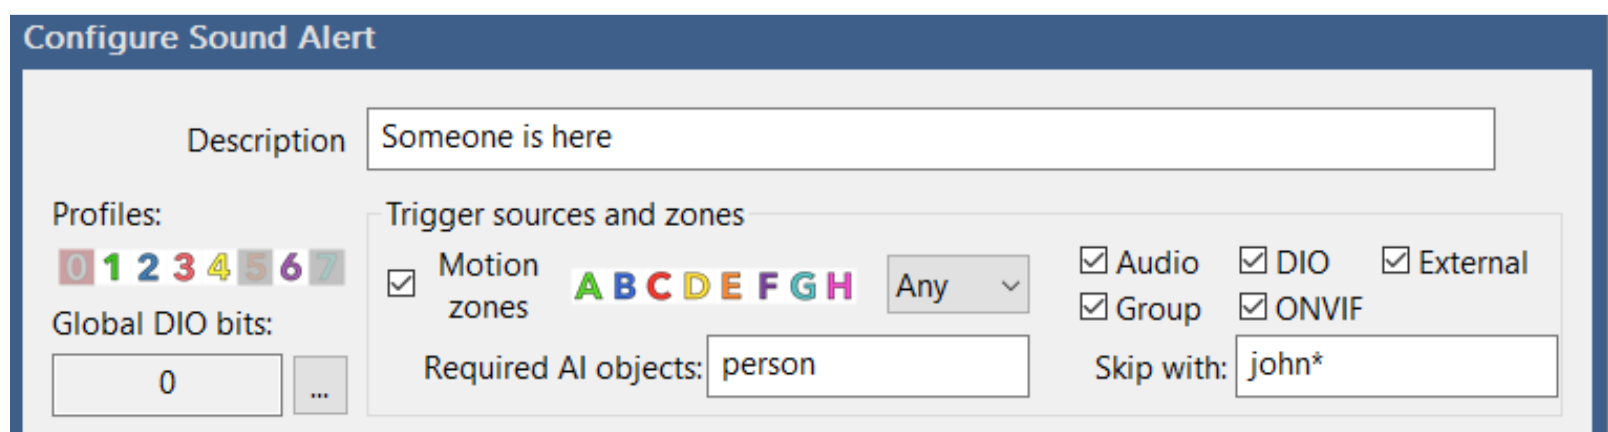 Configure Sound Alert
Description Someone is here
Profiles:
0 1 2 3 4 5 6 7
Global DIO bits:
0 ...
Trigger sources and zones
Motion zones A B C D E F G H Any
Audio DIO External
Group ONVIF
Required AI objects: person Skip with: john*